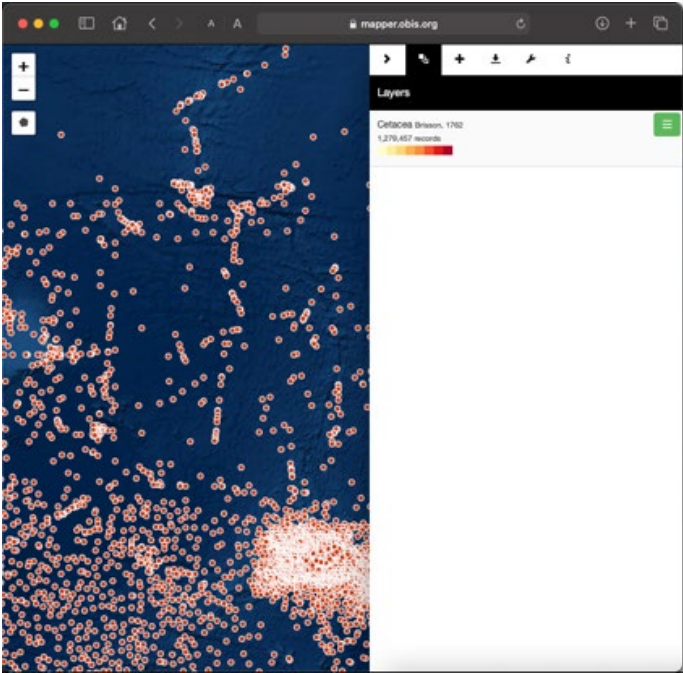 A A
mapper.obis.org
+
−
Layers
Cetacea Brisson, 1762
1,279,457 records